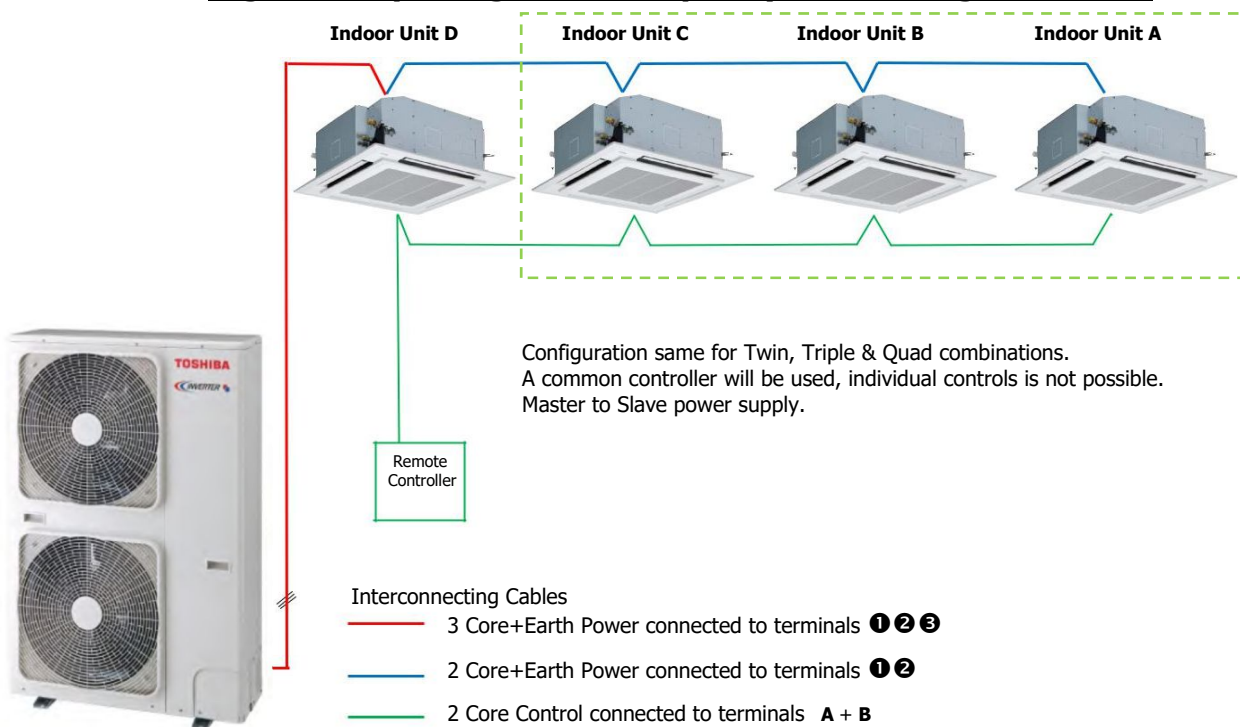 Indoor Unit D
Indoor Unit C
Indoor Unit B
Indoor Unit A
TOSHIBA
INVERTER
Configuration same for Twin, Triple & Quad combinations.
A common controller will be used, individual controls is not possible.
Master to Slave power supply.
Remote
Controller
Interconnecting Cables
3 Core+Earth Power connected to terminals ❶❷❸
2 Core+Earth Power connected to terminals ❶❷
2 Core Control connected to terminals A + B